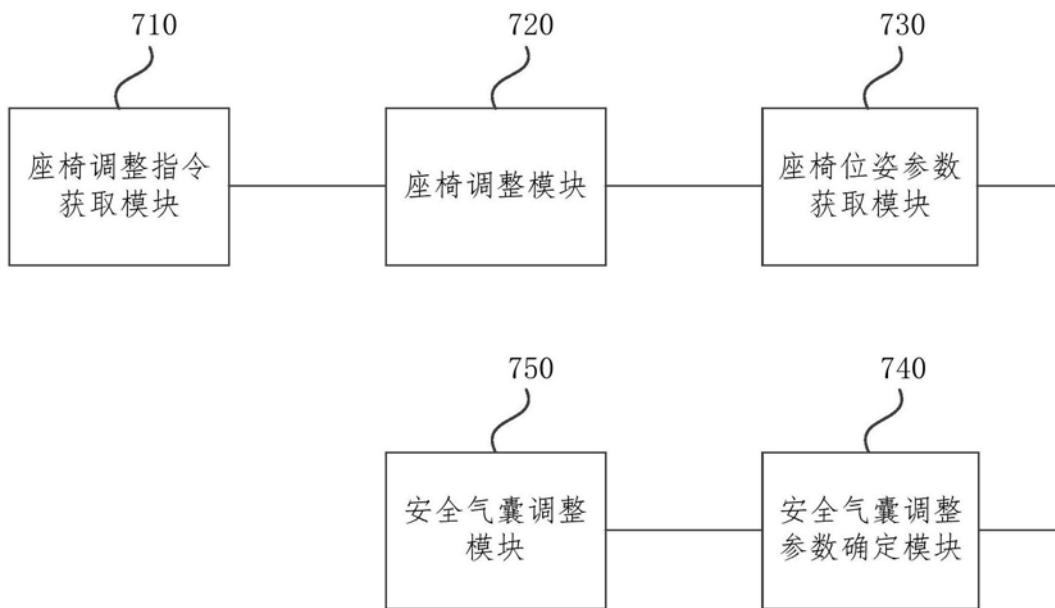 710
720
730
座椅调整指令
获取模块
座椅调整模块
座椅位姿参数
获取模块
750
740
安全气囊调整
模块
安全气囊调整
参数确定模块